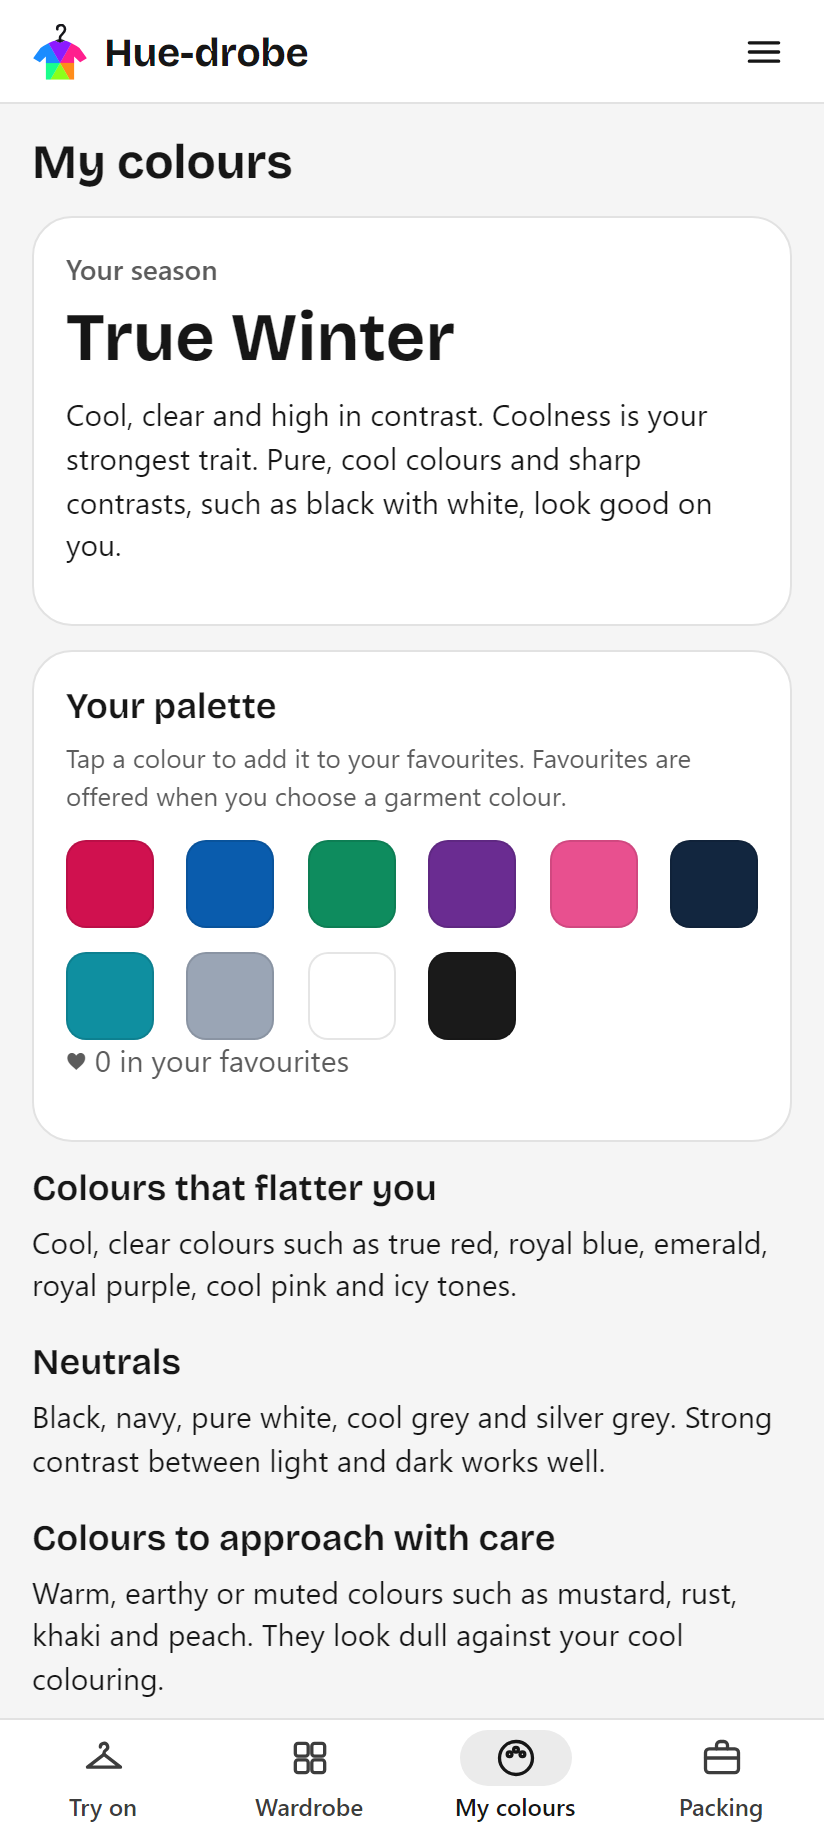 Hue-drobe
My colours
Your season
True Winter
Cool, clear and high in contrast. Coolness is your
strongest trait. Pure, cool colours and sharp
contrasts, such as black with white, look good on
you.
Your palette
Tap a colour to add it to your favourites. Favourites are
offered when you choose a garment colour.
0 in your favourites
Colours that flatter you
Cool, clear colours such as true red, royal blue, emerald,
royal purple, cool pink and icy tones.
Neutrals
Black, navy, pure white, cool grey and silver grey. Strong
contrast between light and dark works well.
Colours to approach with care
Warm, earthy or muted colours such as mustard, rust,
khaki and peach. They look dull against your cool
colouring.
Try on
Wardrobe
My colours
Packing